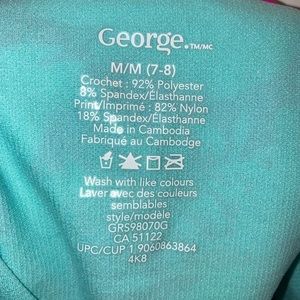 George.™/MC
M/M (7-8)
Crochet : 92% Polyester
8% Spandex/Élasthanne
Print/Imprimé : 82% Nylon
18% Spandex/Élasthanne
Made in Cambodia
Fabriqué au Cambodge
Wash with like colours
Laver avec des couleurs
semblables
style/modèle
GRS98070G
CA 51122
UPC/CUP 1 9060863864
4K8